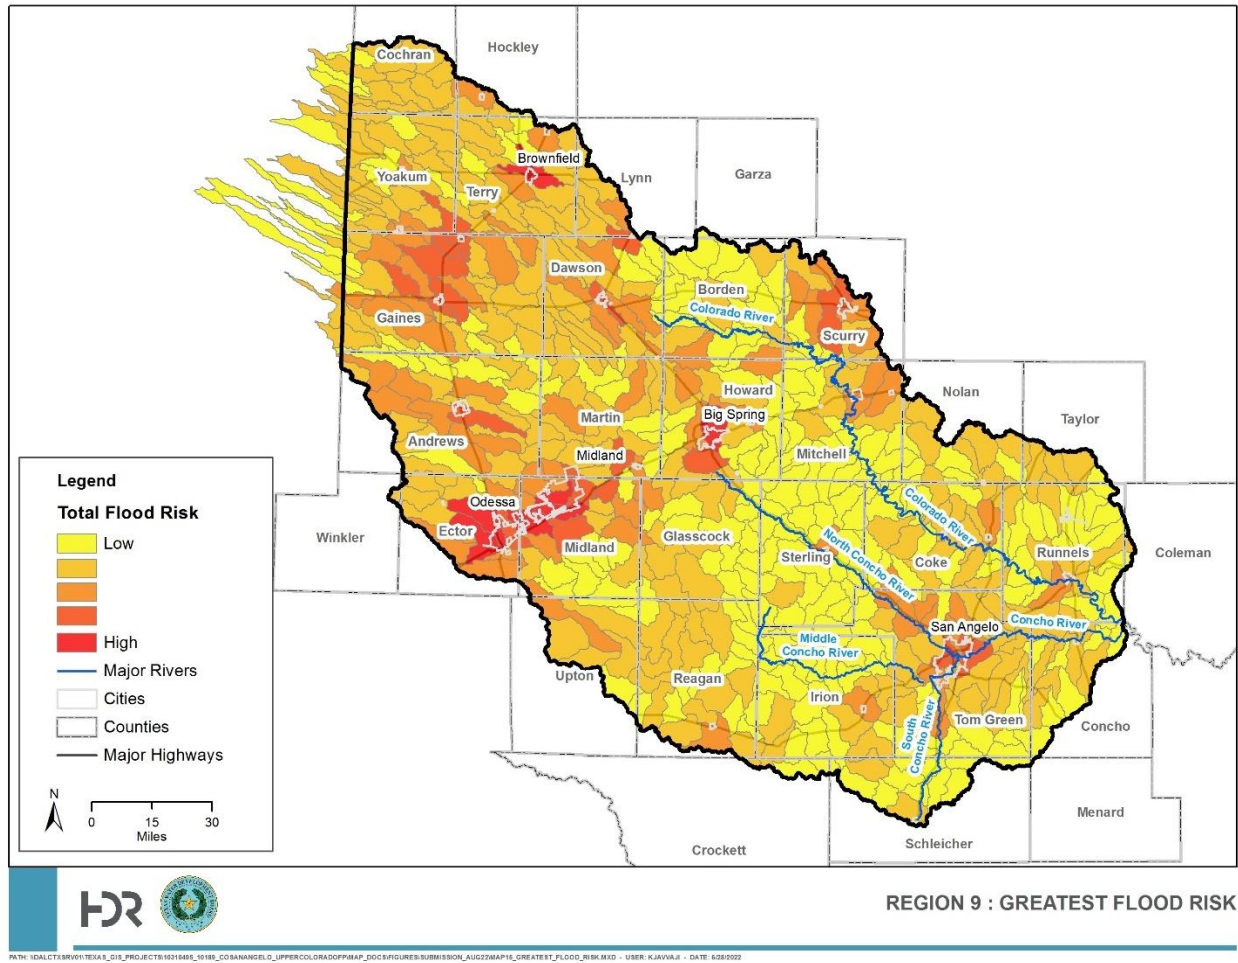 Hockley
Cochran
Brownfield
Lynn
Garza
Yoakum
Terry
Dawson
Borden
Colorado River
Gaines
Scurry
Howard
Nolan
Taylor
Martin
Big Spring
Andrews
Midland
Mitchell
Odessa
Colorado River
Ector
Winkler
Midland
Glasscock
North Concho River
Sterling
Coke
Runnels
Coleman
San Angelo
Concho River
Middle
Concho River
Upton
Reagan
Irion
South
Concho River
Tom Green
Concho
Menard
Crockett
Schleicher
Legend
Total Flood Risk
Low
High
Major Rivers
Cities
Counties
Major Highways
N
0 15 30
Miles
HDR
REGION 9 : GREATEST FLOOD RISK